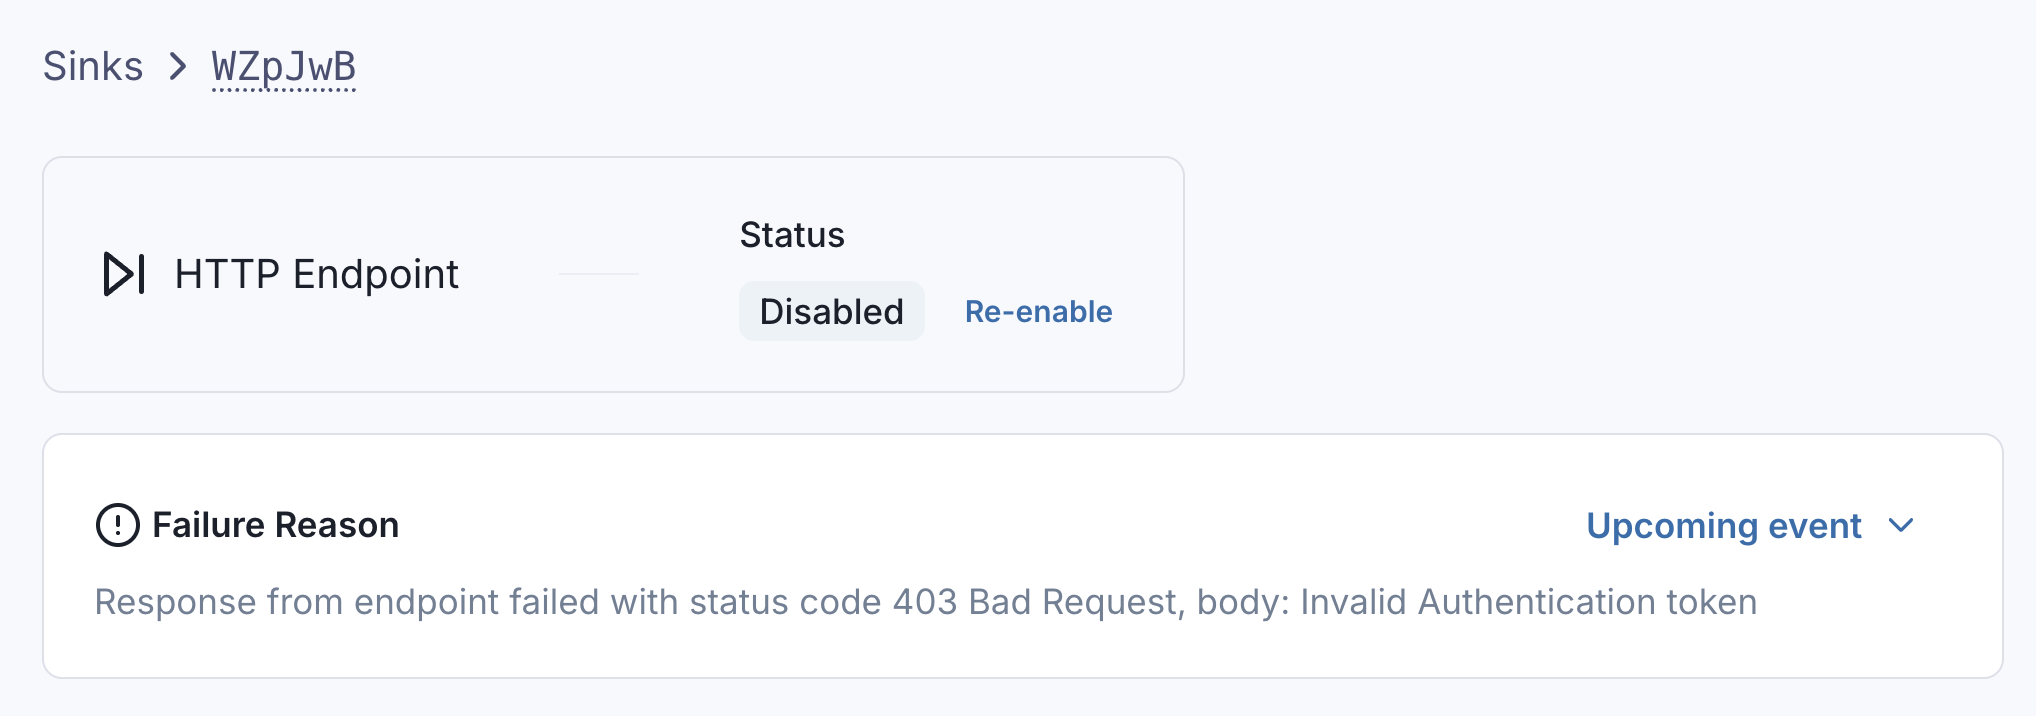 Sinks > WZpJwB
HTTP Endpoint
Status
Disabled Re-enable
Failure Reason
Upcoming event
Response from endpoint failed with status code 403 Bad Request, body: Invalid Authentication token